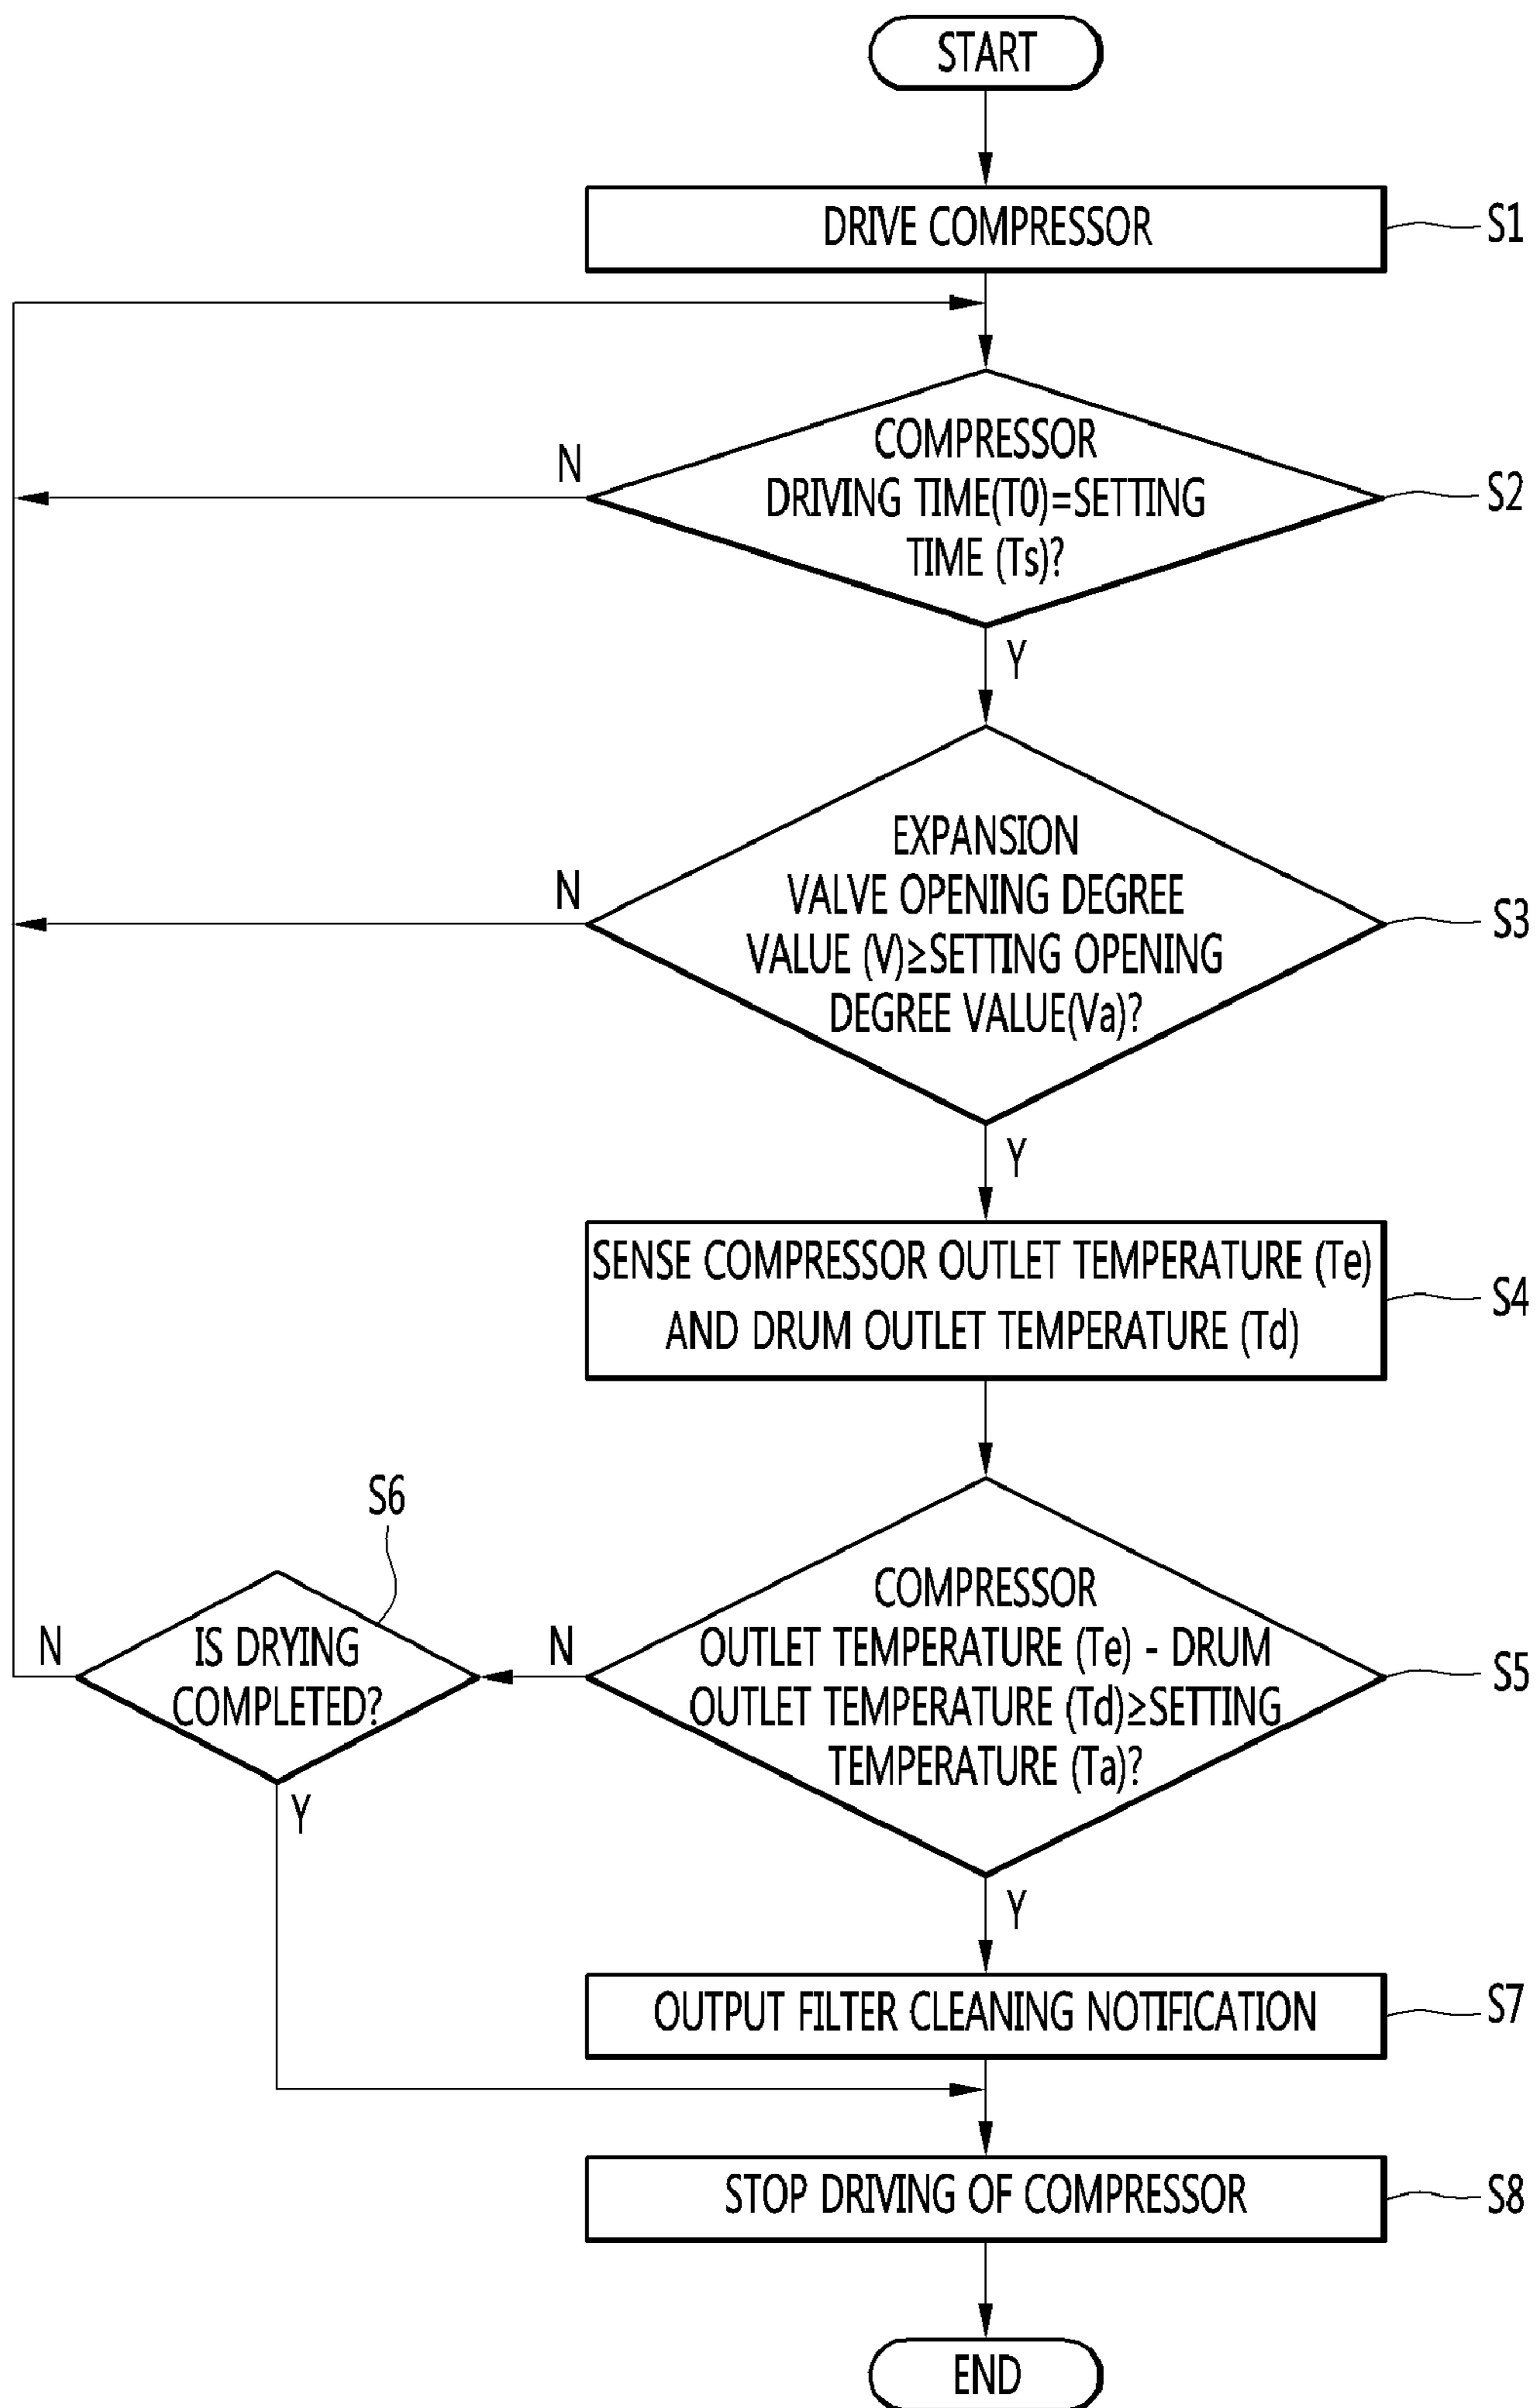 START
DRIVE COMPRESSOR
S1
COMPRESSOR
DRIVING TIME(T0)=SETTING
TIME (Ts)?
N
S2
Y
EXPANSION
VALVE OPENING DEGREE
VALUE (V)≥SETTING OPENING
DEGREE VALUE(Va)?
N
S3
Y
SENSE COMPRESSOR OUTLET TEMPERATURE (Te)
AND DRUM OUTLET TEMPERATURE (Td)
S4
COMPRESSOR
OUTLET TEMPERATURE (Te) - DRUM
OUTLET TEMPERATURE (Td)≥SETTING
TEMPERATURE (Ta)?
N
S5
S6
IS DRYING
COMPLETED?
N
Y
Y
OUTPUT FILTER CLEANING NOTIFICATION
S7
STOP DRIVING OF COMPRESSOR
S8
END